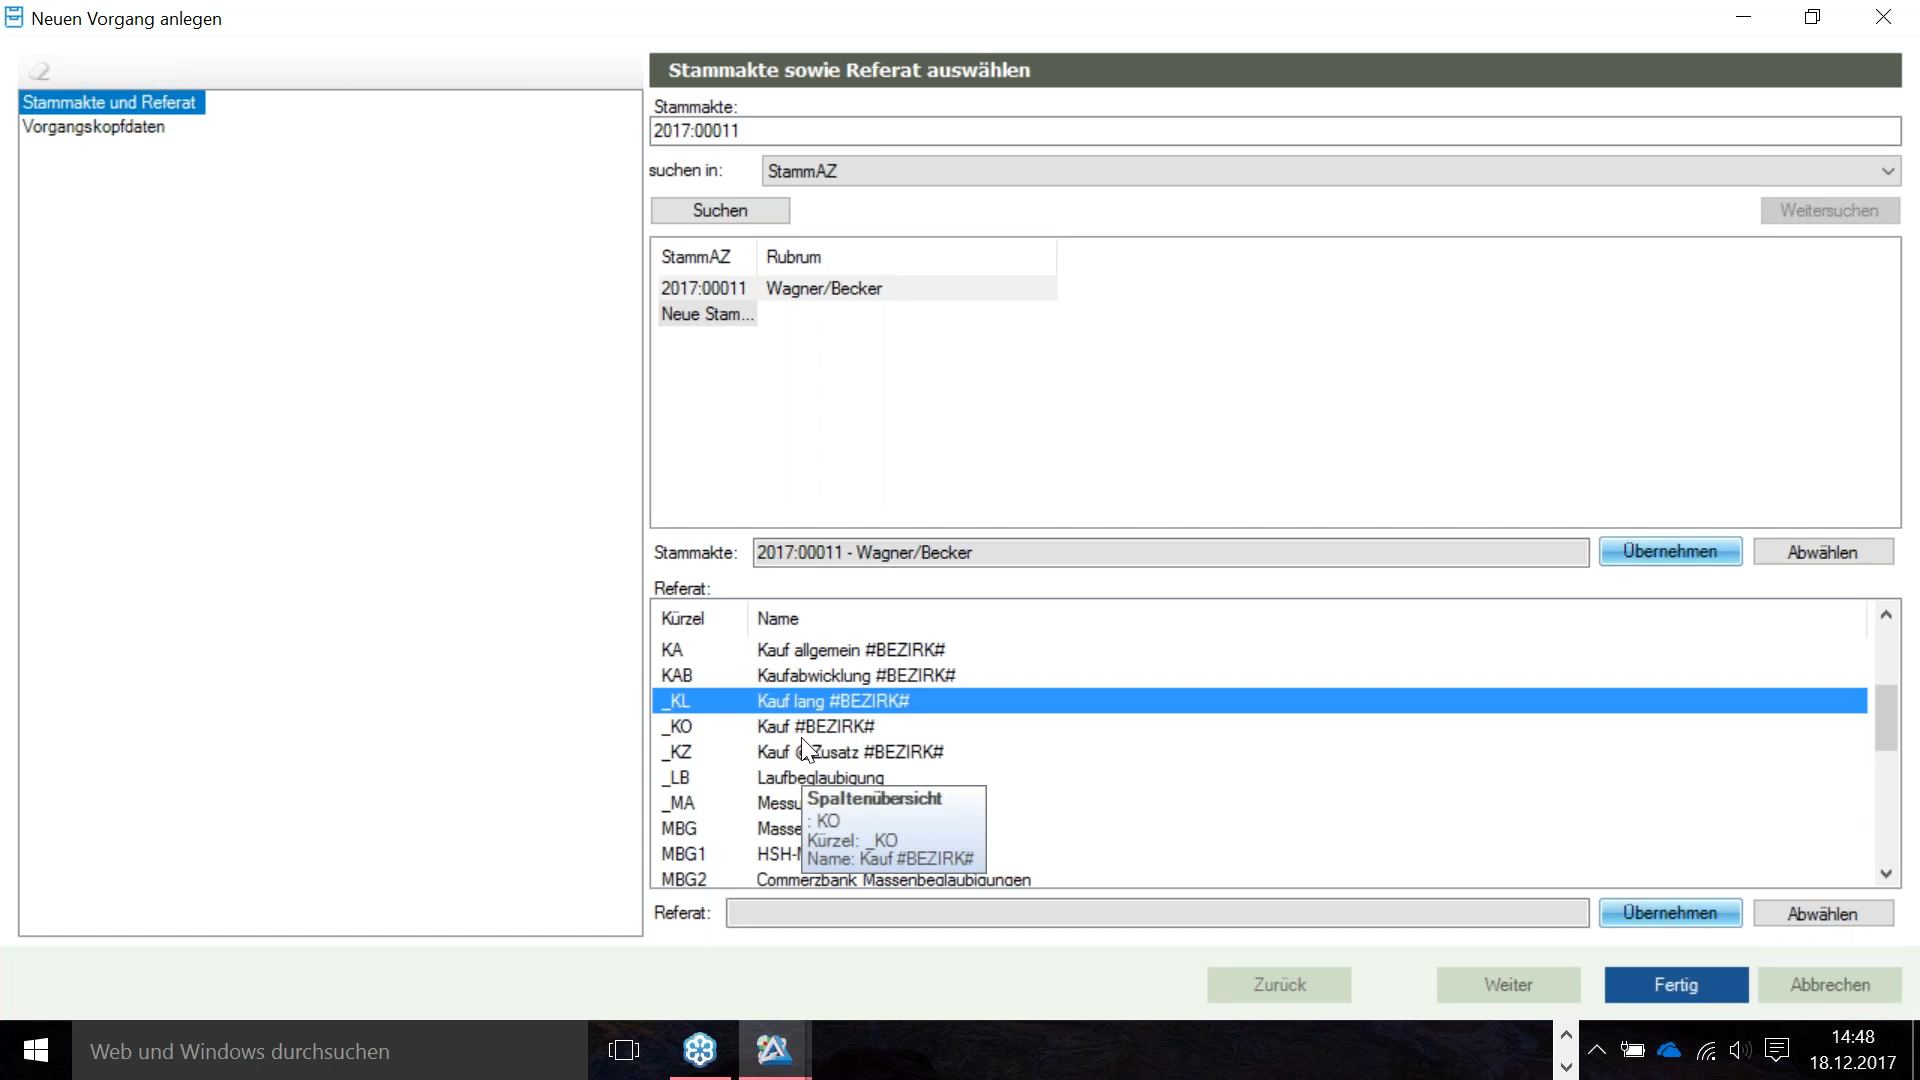 Neuen Vorgang anlegen
Stammakte und Referat
Vorgangskopfdaten
Stammakte sowie Referat auswählen
Stammakte:
2017:00011
suchen in: StammAZ
Suchen Weitersuchen
StammAZ Rubrum
2017:00011 Wagner/Becker
Neue Stam...
Stammakte: 2017:00011 - Wagner/Becker Übernehmen Abwählen
Referat:
Kürzel Name
KA Kauf allgemein #BEZIRK#
KAB Kaufabwicklung #BEZIRK#
_KL Kauf lang #BEZIRK#
_KO Kauf #BEZIRK#
_KZ Kauf Zusatz #BEZIRK#
_LB Laufbeglaubigung
_MA Messu
MBG Masse
MBG1 HSH-
MBG2 Commerzbank Massenbeglaubigungen
Spaltenübersicht
: KO
Kürzel: _KO
Name: Kauf #BEZIRK#
Referat: Übernehmen Abwählen
Zurück Weiter Fertig Abbrechen
Web und Windows durchsuchen
14:48
18.12.2017